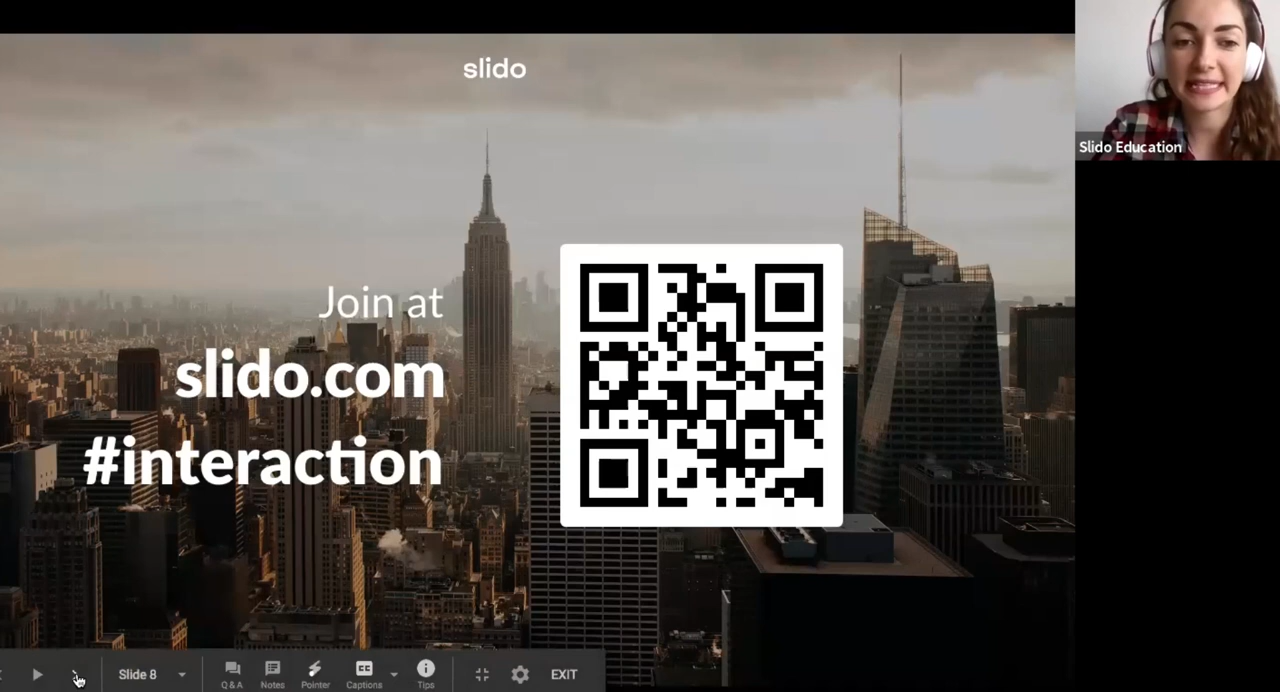 slido
Slido Education
Join at
slido.com
#interaction
Slide 8
Q&A
Notes
Pointer
Captions
Tips
EXIT